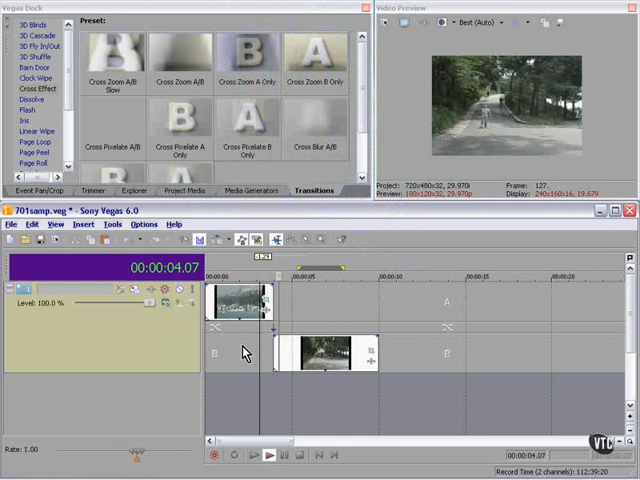 Vegas Dock
3D Blinds
3D Cascade
3D Fly In/Out
3D Shuffle
Barn Door
Clock Wipe
Cross Effect
Dissolve
Flash
Iris
Linear Wipe
Page Loop
Page Peel
Page Roll
Preset:
Cross Zoom A/B Slow
Cross Zoom A/B
Cross Zoom A Only
Cross Zoom B Only
Cross Pixelate A/B
Cross Pixelate A Only
Cross Pixelate B Only
Cross Blur A/B
Event Pan/Crop
Trimmer
Explorer
Project Media
Media Generators
Transitions
Video Preview
Best (Auto)
Project: 720x480x32, 29.970i
Frame: 127
Preview: 180x120x32, 29.970p
Display: 240x160x16, 19.679
701samp.veg * - Sony Vegas 6.0
File Edit View Insert Tools Options Help
-1.29
00:00:04.07
00:00:00
00:00:05
00:00:10
00:00:15
00:00:20
Level: 100.0 %
A
B
B
Rate: 1.00
00:00:04.07
VTC
Record Time (2 channels): 112:39:20